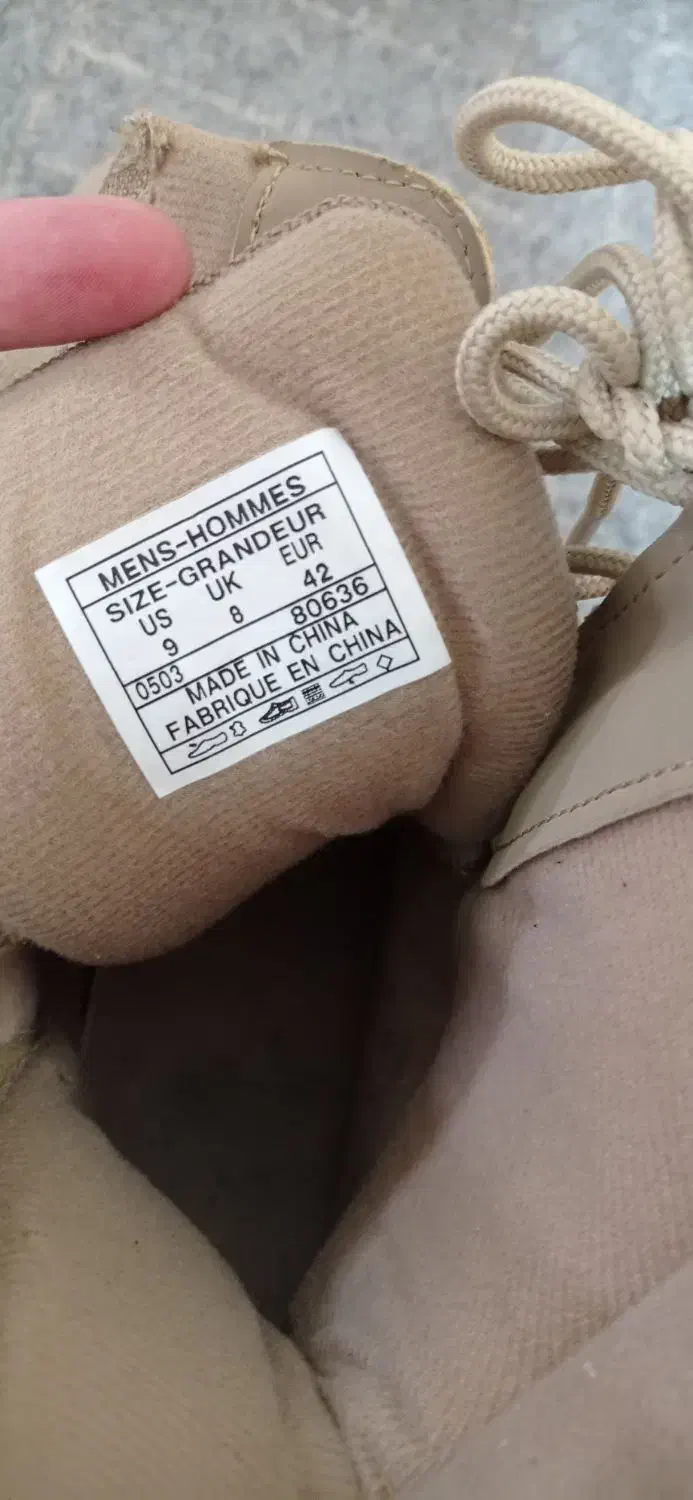 MENS-HOMMES
SIZE-GRANDEUR
US UK EUR
9 8 42
0503 80636
MADE IN CHINA
FABRIQUE EN CHINA